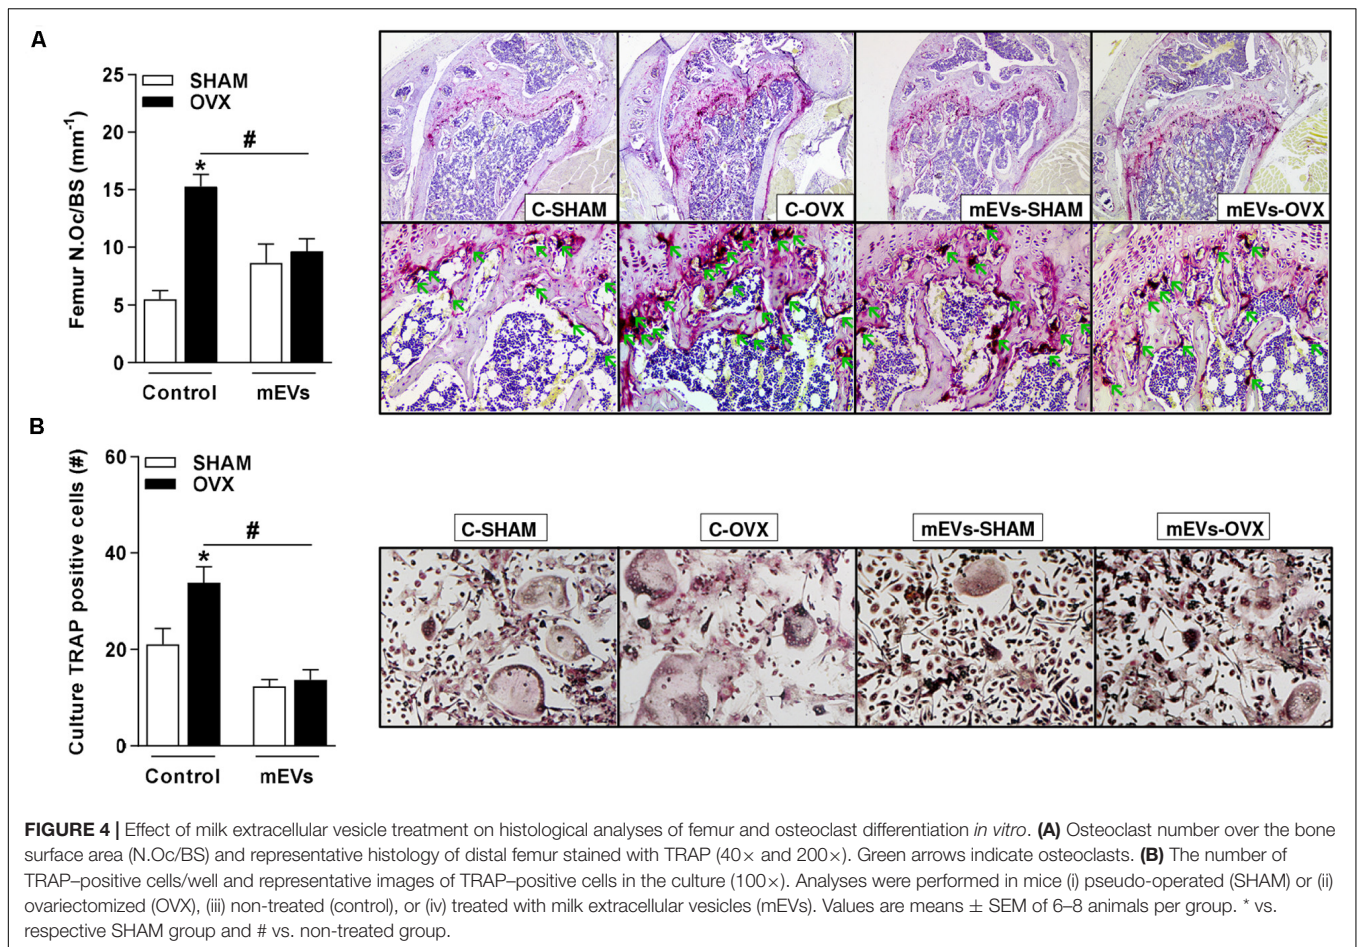 A
Femur N.Oc/BS (mm⁻¹)
25
20
15
10
5
0
SHAM
OVX
*
#
Control
mEVs
C-SHAM
C-OVX
mEVs-SHAM
mEVs-OVX
B
Culture TRAP positive cells (#)
60
40
20
0
SHAM
OVX
*
#
Control
mEVs
C-SHAM
C-OVX
mEVs-SHAM
mEVs-OVX
FIGURE 4 | Effect of milk extracellular vesicle treatment on histological analyses of femur and osteoclast differentiation in vitro. (A) Osteoclast number over the bone
surface area (N.Oc/BS) and representative histology of distal femur stained with TRAP (40× and 200×). Green arrows indicate osteoclasts. (B) The number of
TRAP–positive cells/well and representative images of TRAP–positive cells in the culture (100×). Analyses were performed in mice (i) pseudo-operated (SHAM) or (ii)
ovariectomized (OVX), (iii) non-treated (control), or (iv) treated with milk extracellular vesicles (mEVs). Values are means ± SEM of 6–8 animals per group. * vs.
respective SHAM group and # vs. non-treated group.